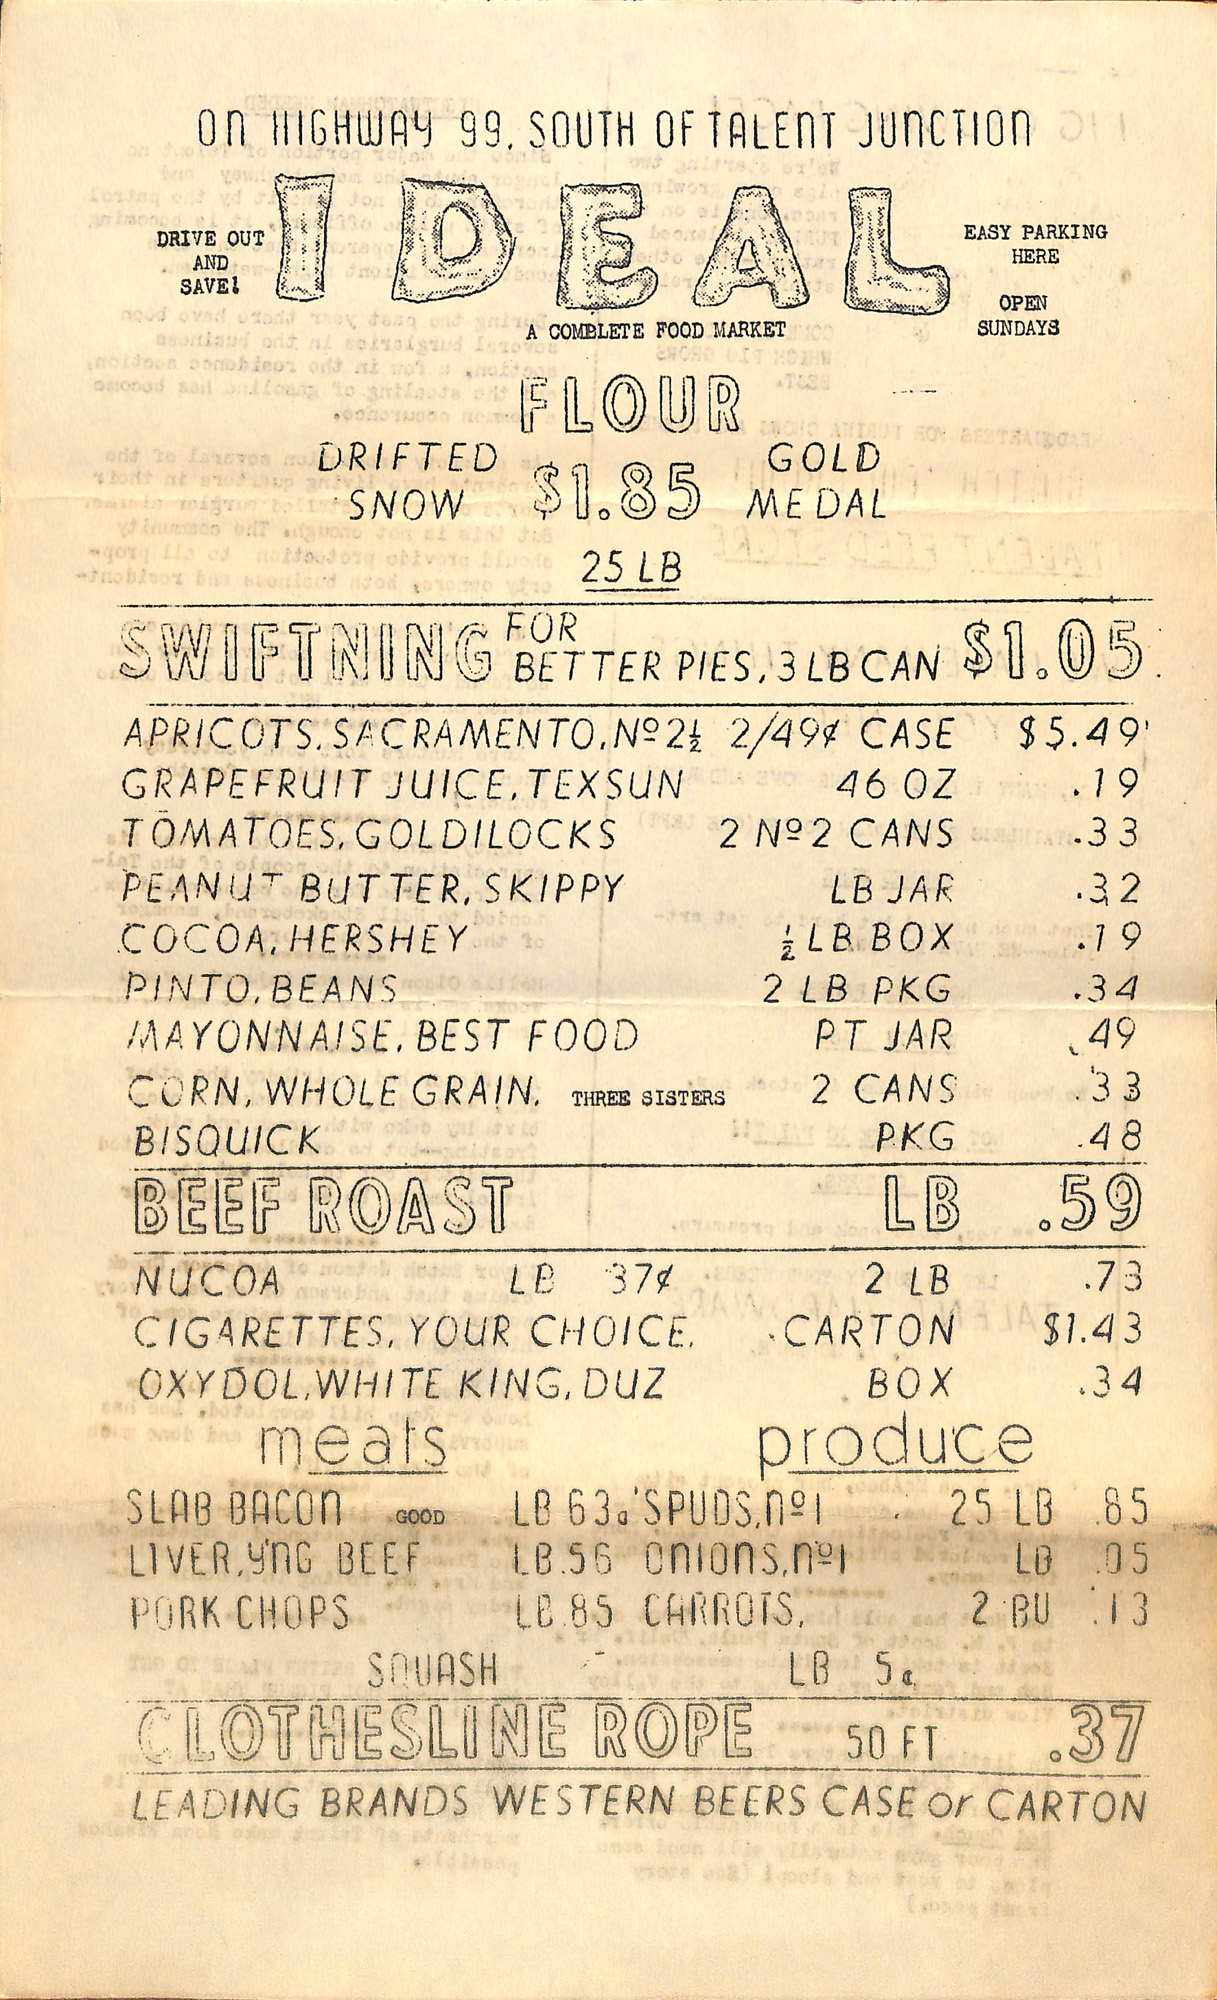 On HIGHWAY 99, SOUTH OF TALENT JUNCTION
IDEAL
DRIVE OUT
AND
SAVE!
EASY PARKING
HERE
OPEN
SUNDAYS
A COMPLETE FOOD MARKET
FLOUR
DRIFTED GOLD
SNOW $1.85 MEDAL
25 LB
SWIFTNING FOR
BETTER PIES, 3 LB CAN $1.05
APRICOTS, SACRAMENTO, Nº2½ 2/49¢ CASE $5.49
GRAPEFRUIT JUICE, TEXSUN 46 OZ .19
TOMATOES, GOLDILOCKS 2 Nº2 CANS .33
PEANUT BUTTER, SKIPPY LB JAR .32
COCOA, HERSHEY ½ LB BOX .19
PINTO, BEANS 2 LB PKG .34
MAYONNAISE, BEST FOOD PT JAR .49
CORN, WHOLE GRAIN, THREE SISTERS 2 CANS .33
BISQUICK PKG .48
BEEF ROAST LB .59
NUCOA LB 37¢ 2 LB .73
CIGARETTES, YOUR CHOICE, CARTON $1.43
OXYDOL, WHITE KING, DUZ BOX .34
meats produce
SLAB BACON GOOD LB 63¢ SPUDS, nº1 25 LB .85
LIVER, Y'NG BEEF LB .56 ONIONS, nº1 LB .05
PORK CHOPS LB .85 CARROTS, 2 BU .13
SQUASH LB 5¢
CLOTHESLINE ROPE 50 FT .37
LEADING BRANDS WESTERN BEERS CASE or CARTON